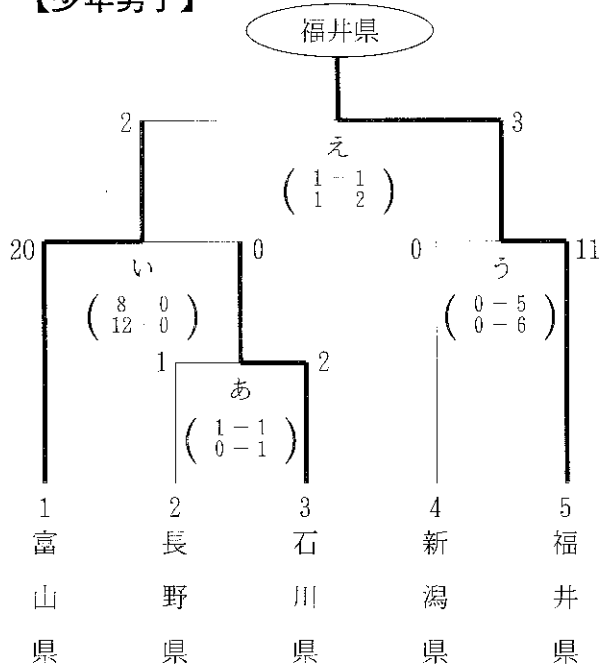 【少年男子】
福井県
2 3
え
( 1 - 1
1 2 )
20 0 0 11
い う
( 8 0
12 - 0 ) ( 0 - 5
0 - 6 )
1 2
あ
( 1 - 1
0 - 1 )
1 2 3 4 5
富山県 長野県 石川県 新潟県 福井県